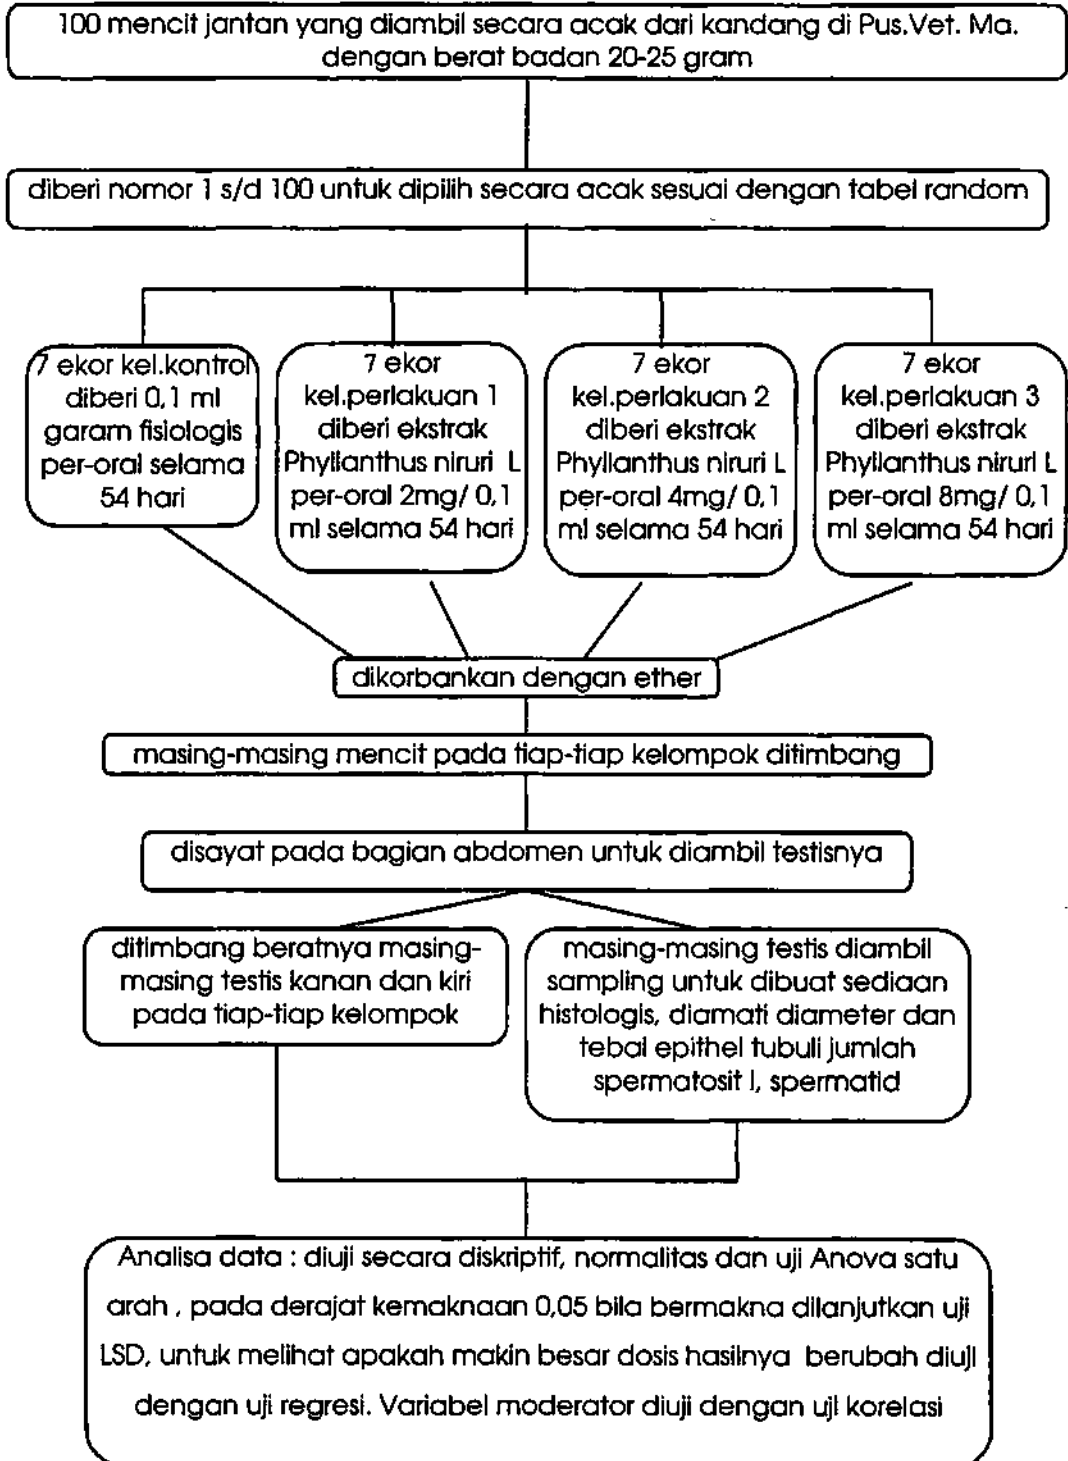 100 mencit jantan yang diambil secara acak dari kandang di Pus.Vet. Ma.
dengan berat badan 20-25 gram
diberi nomor 1 s/d 100 untuk dipilih secara acak sesuai dengan tabel random
7 ekor kel.kontrol
diberi 0,1 ml
garam fisiologis
per-oral selama
54 hari
7 ekor
kel.perlakuan 1
diberi ekstrak
Phyllanthus niruri L
per-oral 2mg/ 0,1
ml selama 54 hari
7 ekor
kel.perlakuan 2
diberi ekstrak
Phyllanthus niruri L
per-oral 4mg/ 0,1
ml selama 54 hari
7 ekor
kel.perlakuan 3
diberi ekstrak
Phyllanthus niruri L
per-oral 8mg/ 0,1
ml selama 54 hari
dikorbankan dengan ether
masing-masing mencit pada tiap-tiap kelompok ditimbang
disayat pada bagian abdomen untuk diambil testisnya
ditimbang beratnya masing-
masing testis kanan dan kiri
pada tiap-tiap kelompok
masing-masing testis diambil
sampling untuk dibuat sediaan
histologis, diamati diameter dan
tebal epithel tubuli jumlah
spermatosit I, spermatid
Analisa data : diuji secara diskriptif, normalitas dan uji Anova satu
arah , pada derajat kemaknaan 0,05 bila bermakna dilanjutkan uji
LSD, untuk melihat apakah makin besar dosis hasilnya berubah diuji
dengan uji regresi. Variabel moderator diuji dengan uji korelasi